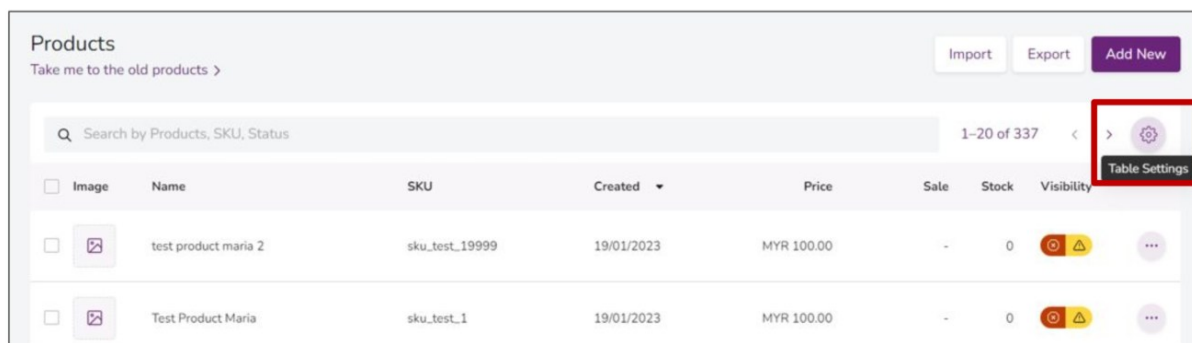 Products
Take me to the old products >
Import Export Add New
Search by Products, SKU, Status
1–20 of 337 < >
Table Settings
Image Name SKU Created Price Sale Stock Visibility
test product maria 2 sku_test_19999 19/01/2023 MYR 100.00 - 0
Test Product Maria sku_test_1 19/01/2023 MYR 100.00 - 0